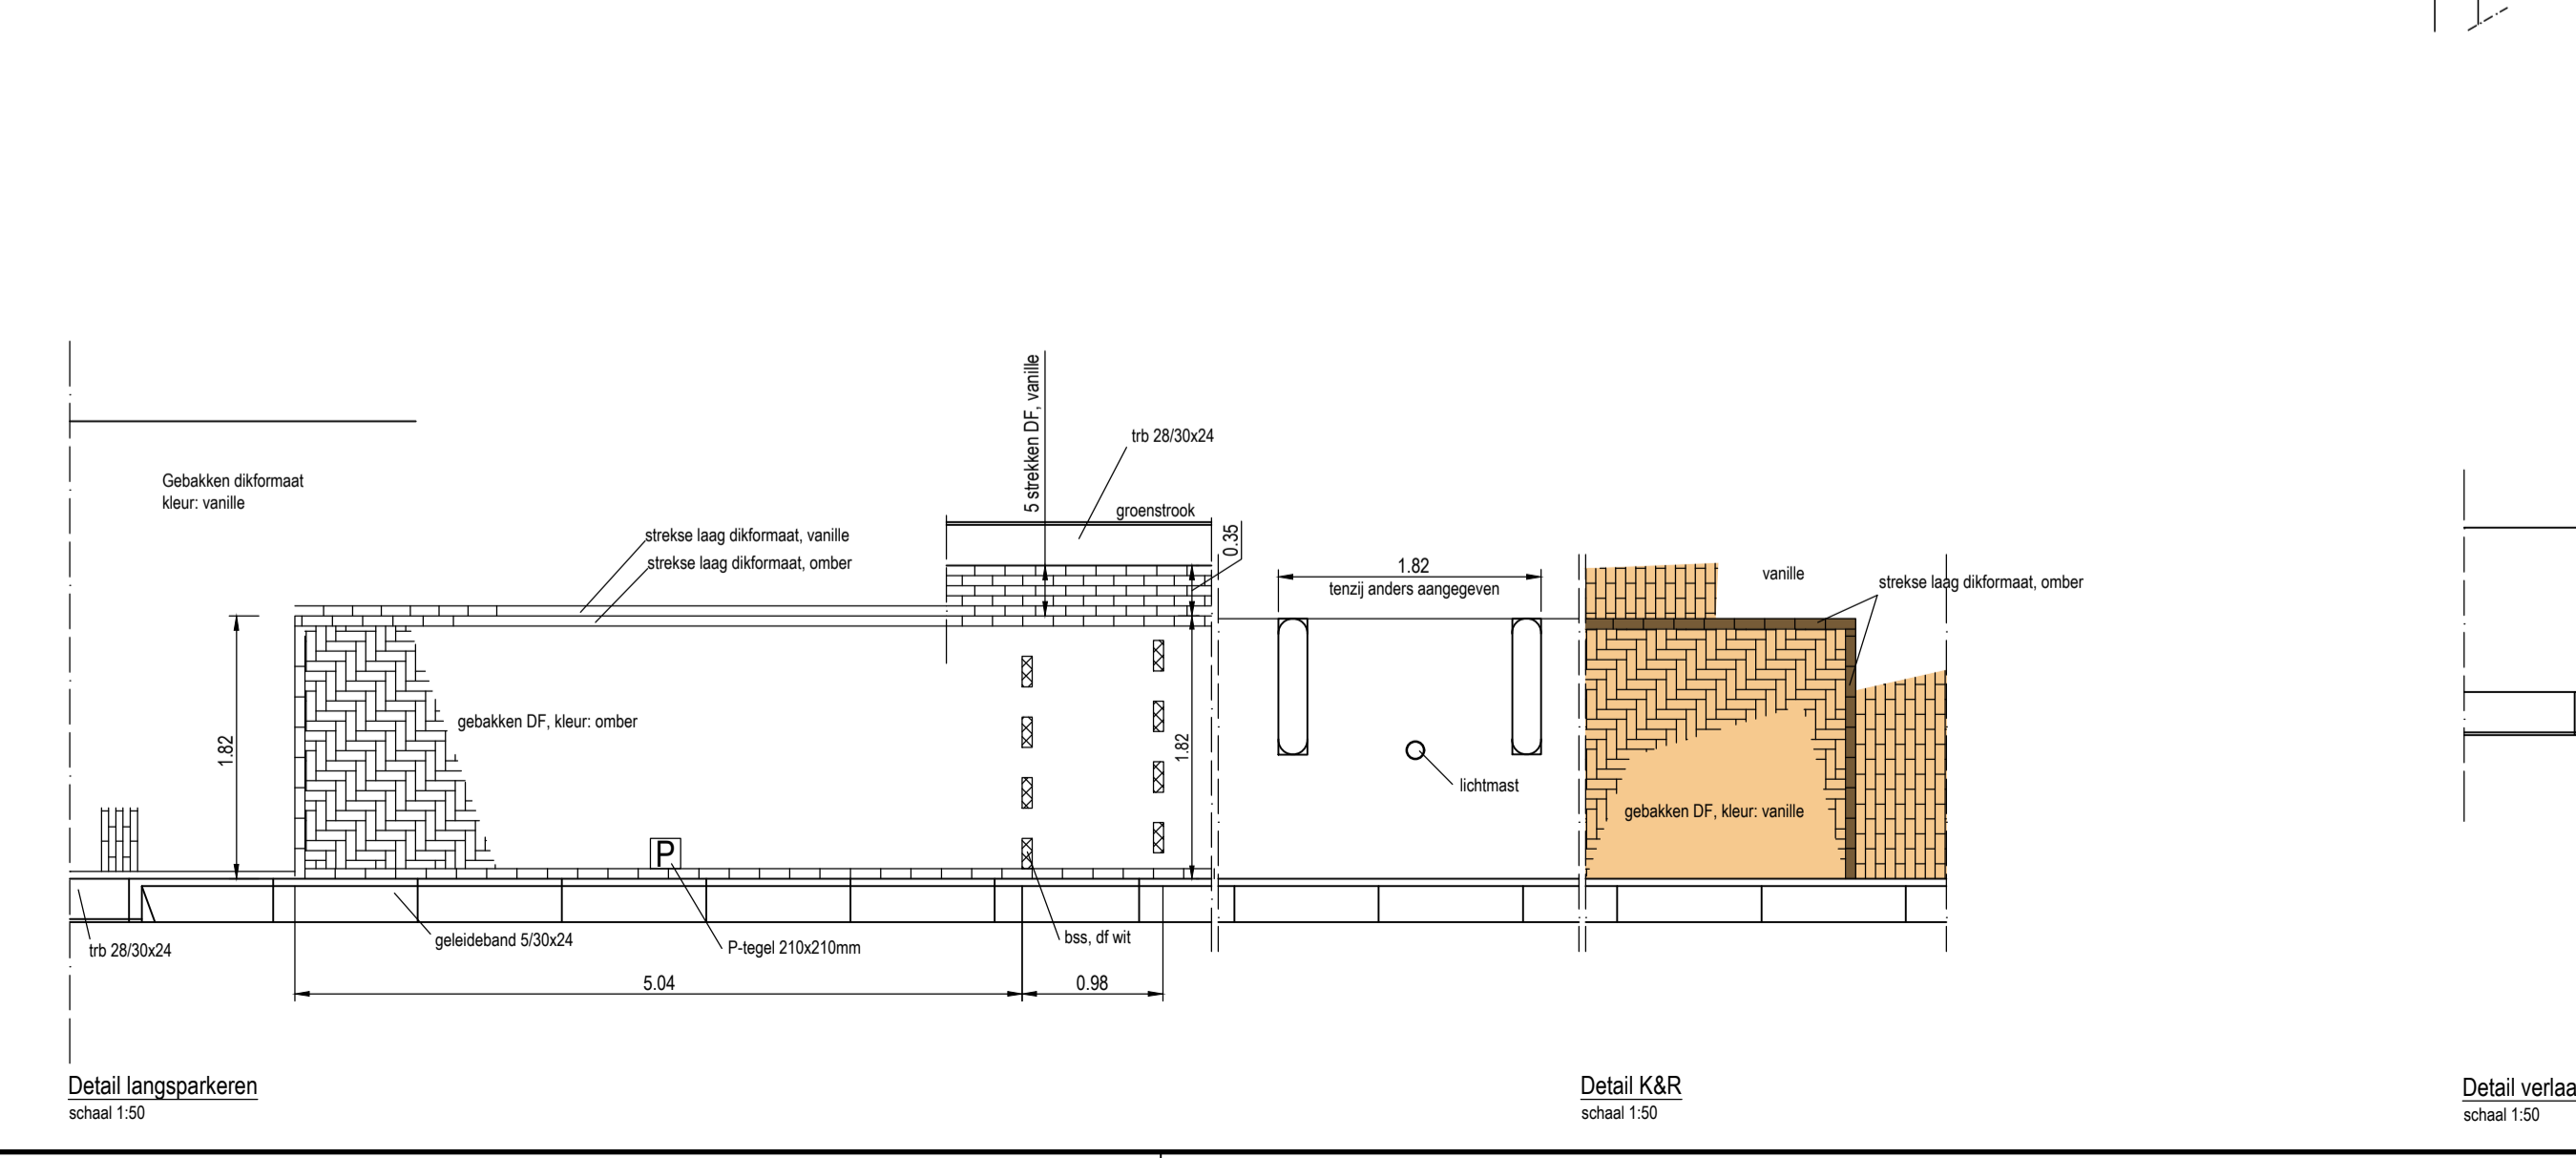 5 strekken DF, vanille
trb 28/30x24
Gebakken dikformaat
kleur: vanille
groenstrook
0.35
strekse laag dikformaat, vanille
strekse laag dikformaat, omber
1.82
tenzij anders aangegeven
vanille
strekse laag dikformaat, omber
gebakken DF, kleur: omber
1.82
1.82
lichtmast
gebakken DF, kleur: vanille
P
trb 28/30x24
geleideband 5/30x24
P-tegel 210x210mm
bss, df wit
5.04
0.98
Detail langsparkeren
schaal 1:50
Detail K&R
schaal 1:50
Detail verlaa
schaal 1:50